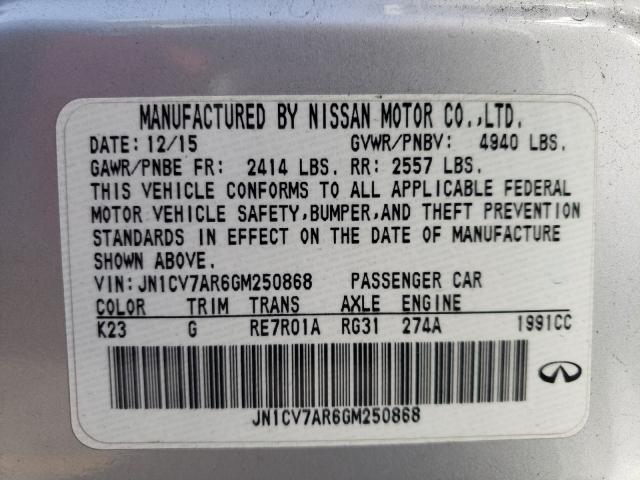 MANUFACTURED BY NISSAN MOTOR CO.,LTD.
DATE: 12/15 GVWR/PNBV: 4940 LBS.
GAWR/PNBE FR: 2414 LBS. RR: 2557 LBS.
THIS VEHICLE CONFORMS TO ALL APPLICABLE FEDERAL
MOTOR VEHICLE SAFETY,BUMPER,AND THEFT PREVENTION
STANDARDS IN EFFECT ON THE DATE OF MANUFACTURE
SHOWN ABOVE.
VIN:JN1CV7AR6GM250868 PASSENGER CAR
COLOR TRIM TRANS AXLE ENGINE
K23 G RE7R01A RG31 274A 1991CC
JN1CV7AR6GM250868